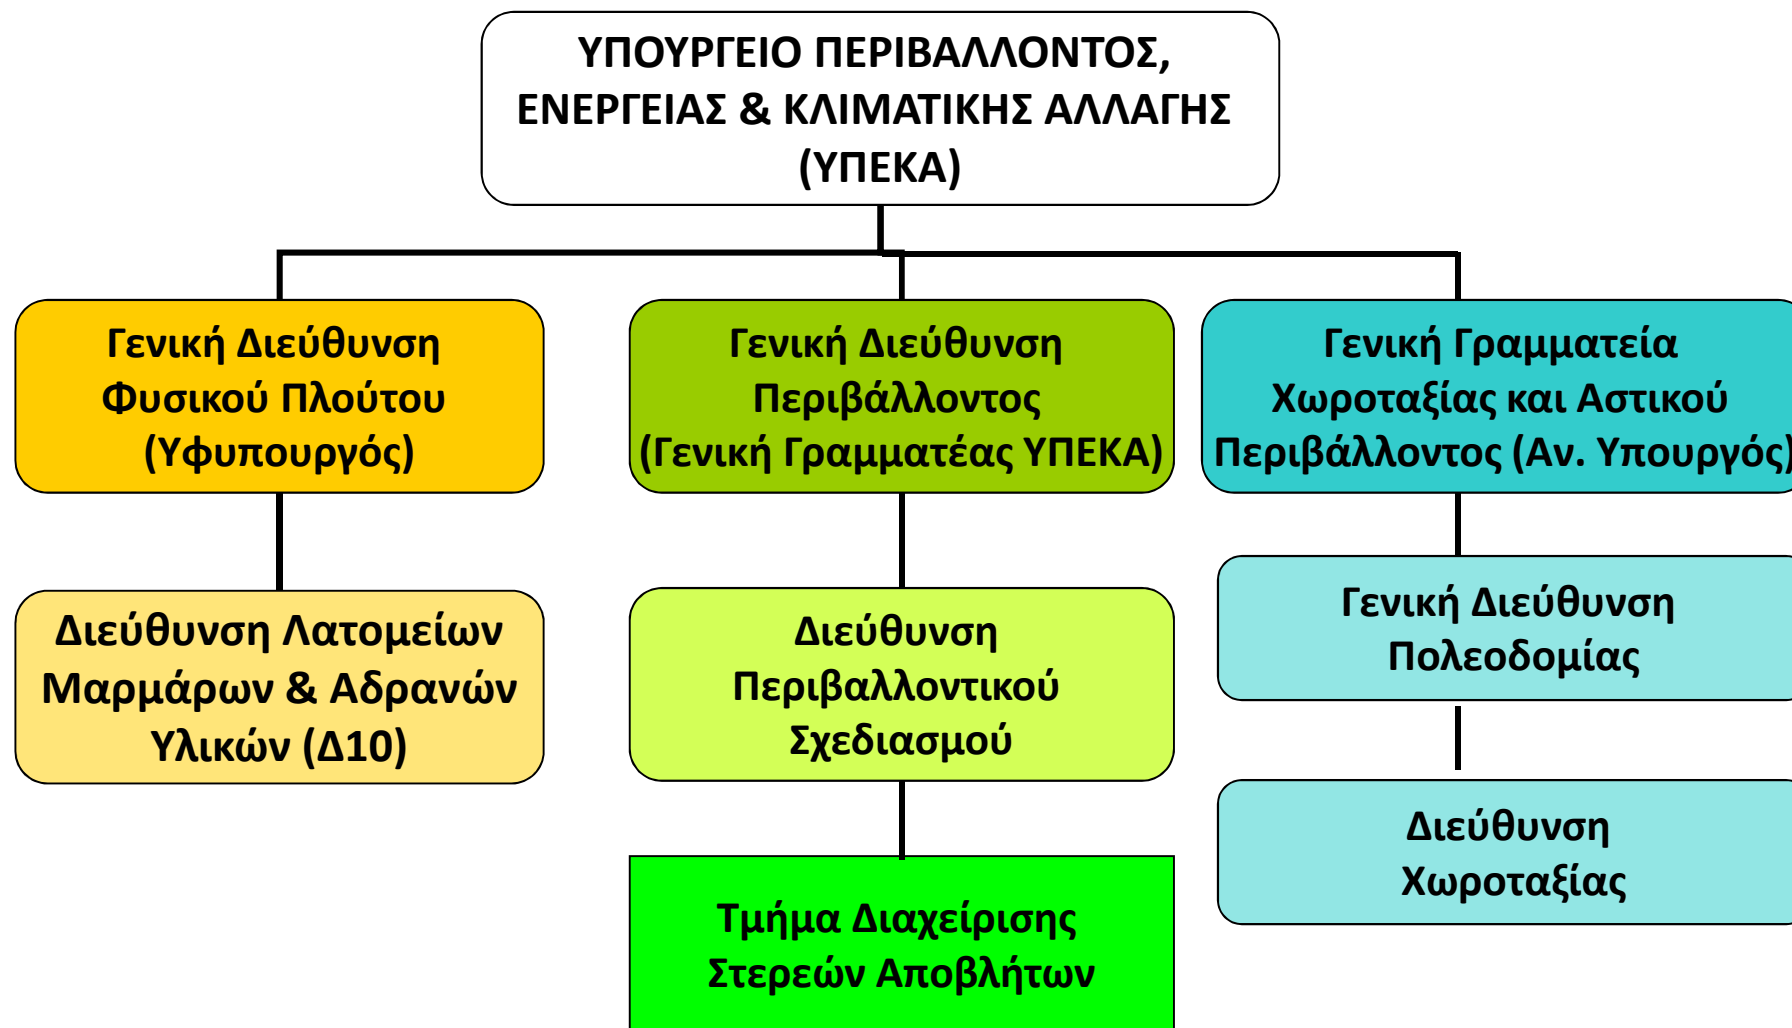 ΥΠΟΥΡΓΕΙΟ ΠΕΡΙΒΑΛΛΟΝΤΟΣ,
ΕΝΕΡΓΕΙΑΣ & ΚΛΙΜΑΤΙΚΗΣ ΑΛΛΑΓΗΣ
(ΥΠΕΚΑ)
Γενική Διεύθυνση
Φυσικού Πλούτου
(Υφυπουργός)
Γενική Διεύθυνση
Περιβάλλοντος
(Γενική Γραμματέας ΥΠΕΚΑ)
Γενική Γραμματεία
Χωροταξίας και Αστικού
Περιβάλλοντος (Αν. Υπουργός)
Διεύθυνση Λατομείων
Μαρμάρων & Αδρανών
Υλικών (Δ10)
Διεύθυνση
Περιβαλλοντικού
Σχεδιασμού
Γενική Διεύθυνση
Πολεοδομίας
Διεύθυνση
Χωροταξίας
Τμήμα Διαχείρισης
Στερεών Αποβλήτων